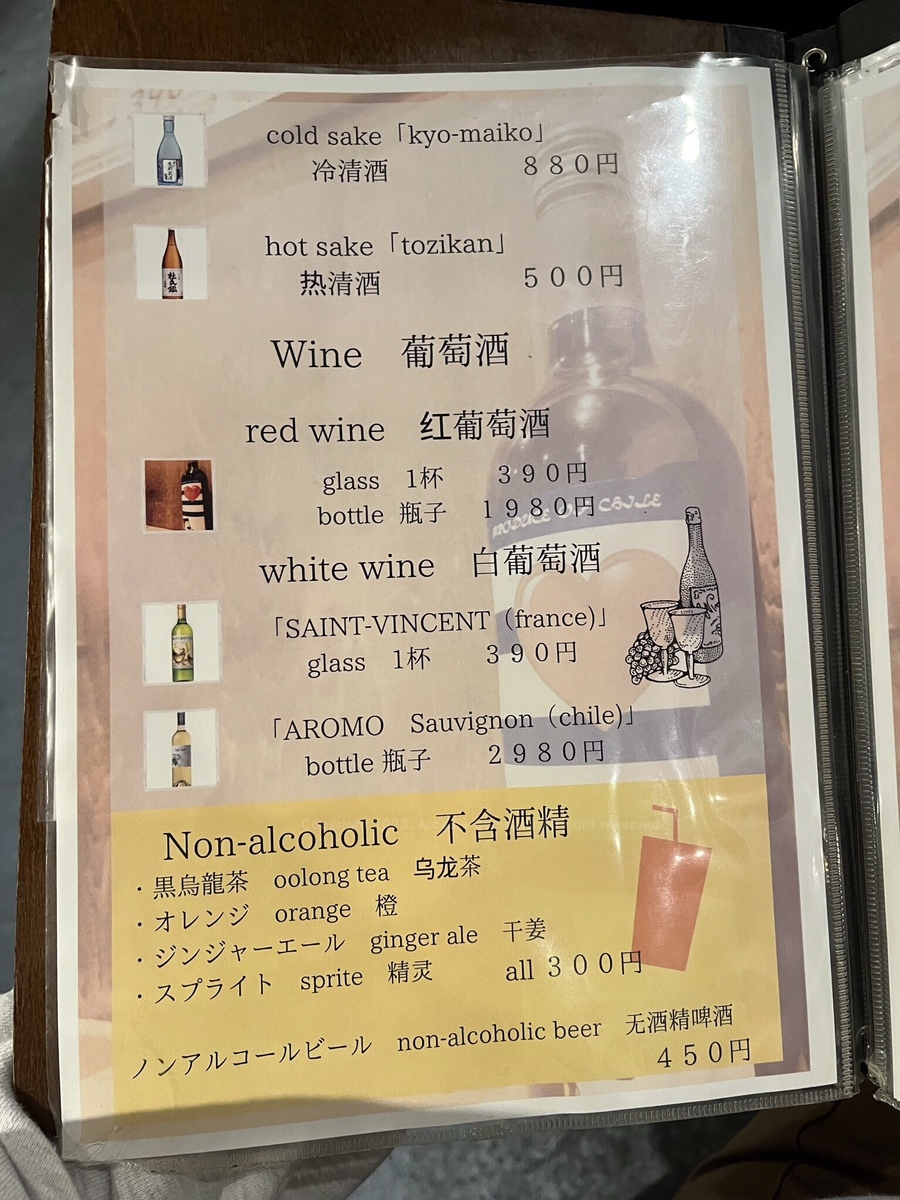 cold sake「kyo-maiko」
冷清酒 ８８０円
hot sake「tozikan」
热清酒 ５００円
Wine 葡萄酒
red wine 红葡萄酒
glass 1杯 ３９０円
bottle 瓶子 １９８０円
white wine 白葡萄酒
「SAINT-VINCENT（france)」
glass 1杯 ３９０円
「AROMO Sauvignon（chile)」
bottle 瓶子 ２９８０円
Non-alcoholic 不含酒精
・黒烏龍茶 oolong tea 乌龙茶
・オレンジ orange 橙
・ジンジャーエール ginger ale 干姜
・スプライト sprite 精灵 all ３００円
ノンアルコールビール non-alcoholic beer 无酒精啤酒
４５０円